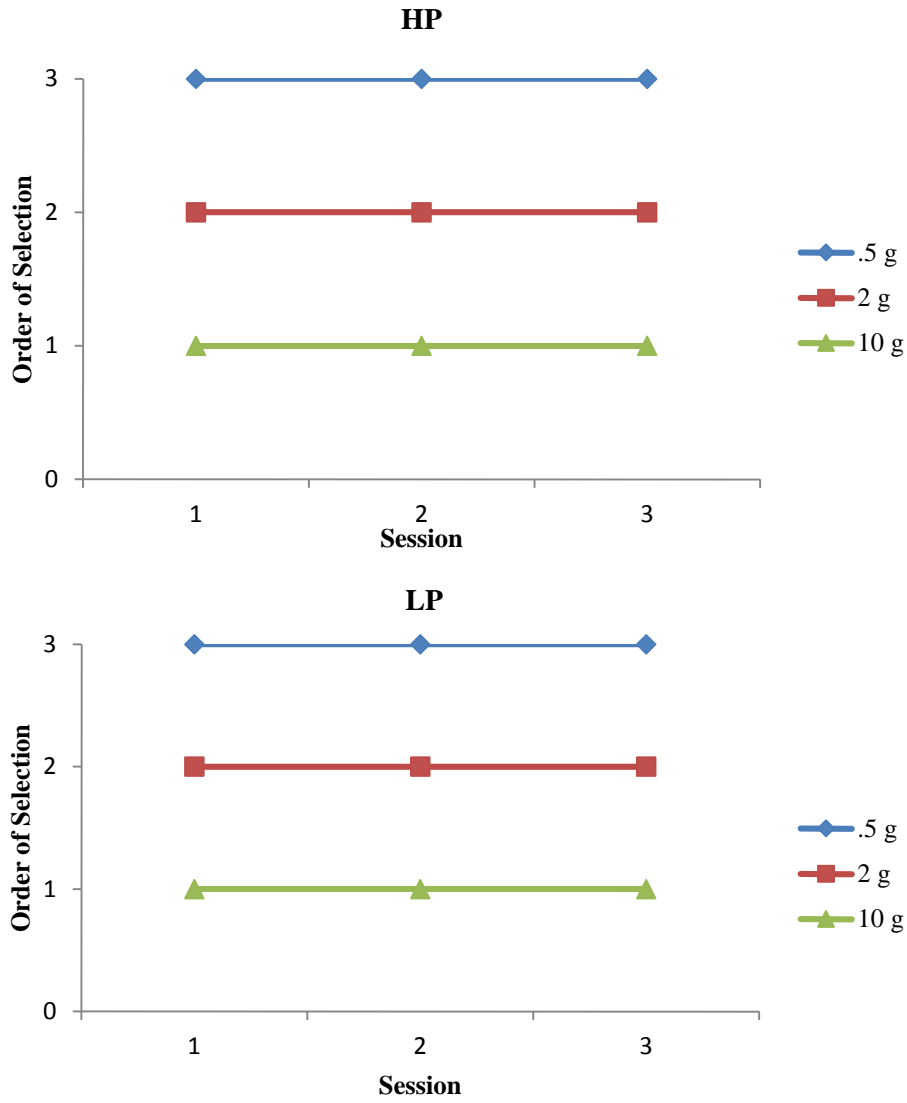 HP
3
2
1
0
Order of Selection
1 2 3
Session
.5 g
2 g
10 g
LP
3
2
1
0
Order of Selection
1 2 3
Session
.5 g
2 g
10 g